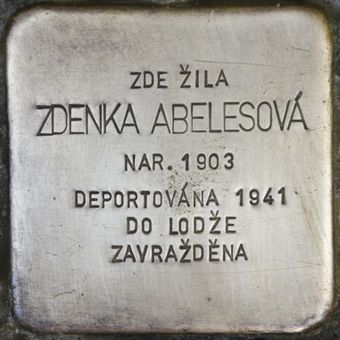 ZDE ŽILA
ZDENKA ABELESOVÁ
NAR. 1903
DEPORTOVÁNA 1941
DO LODŽE
ZAVRAŽDĚNA